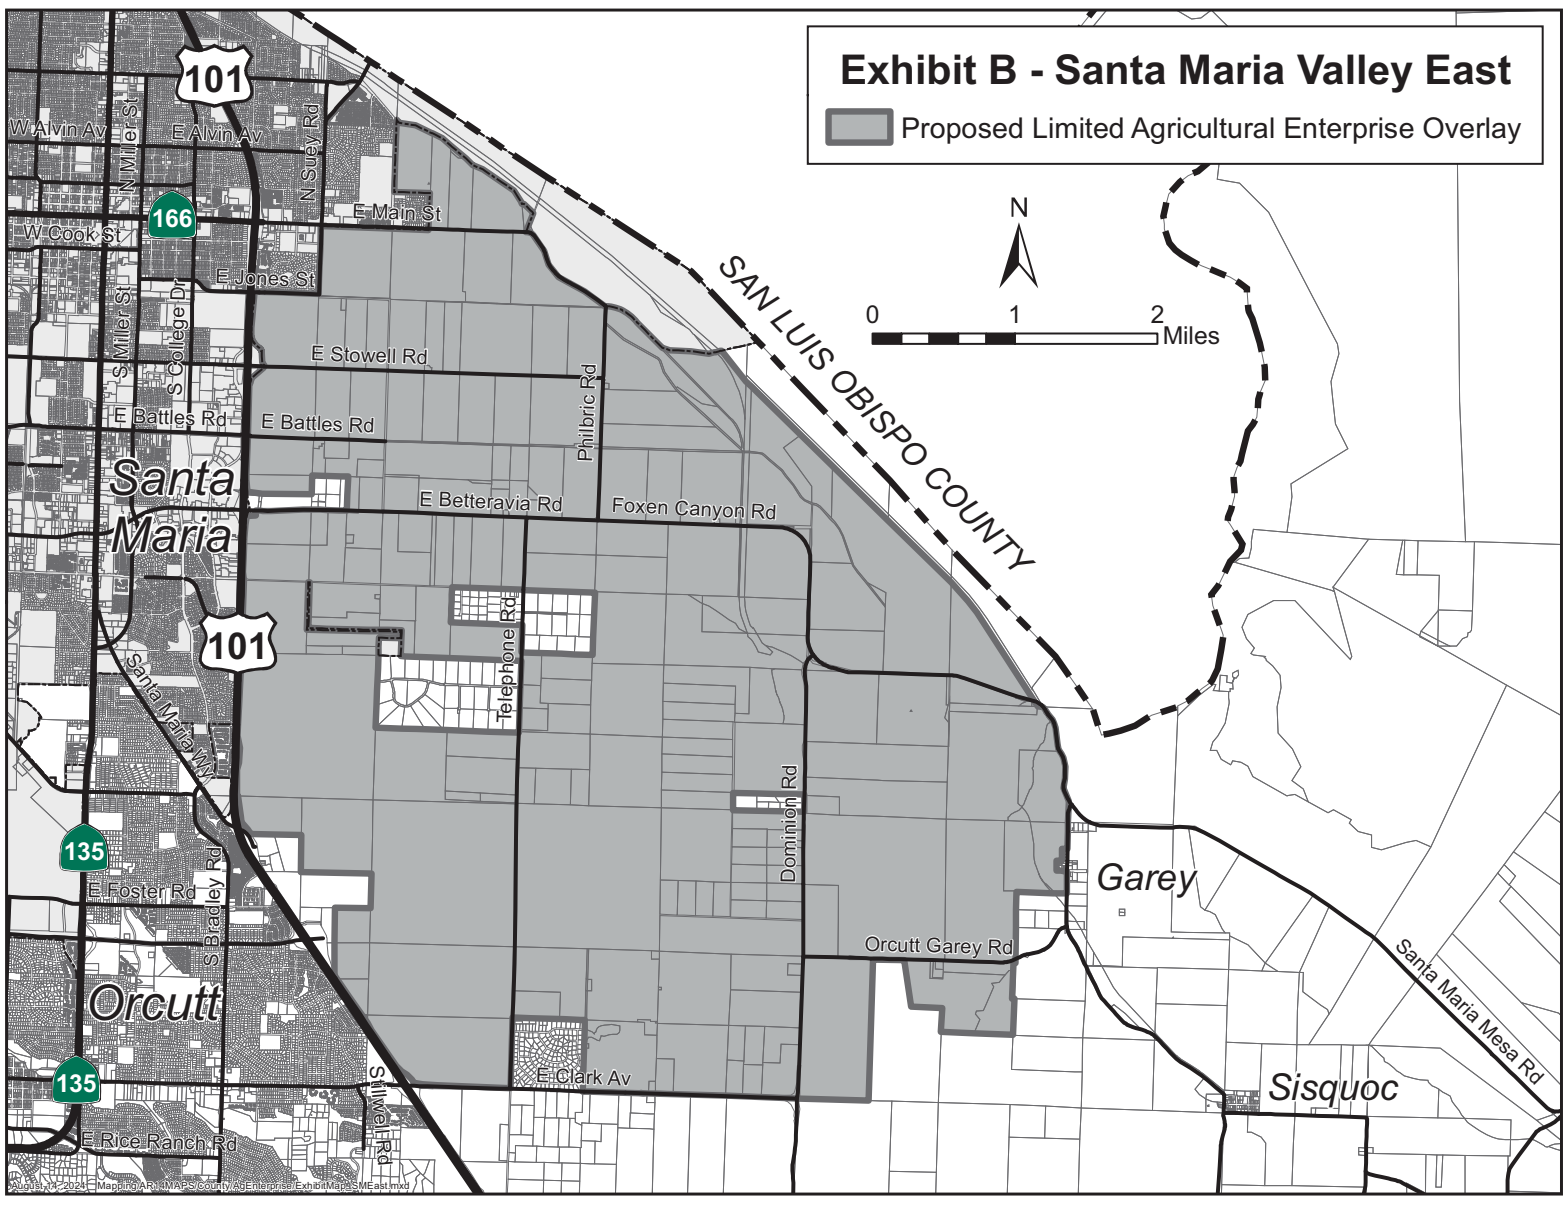 Exhibit B - Santa Maria Valley East
Proposed Limited Agricultural Enterprise Overlay
101
N Miller St
W Alvin Av
E Alvin Av
N Suey Rd
166
E Main St
W Cook St
E Jones St
N
0 1 2
Miles
SAN LUIS OBISPO COUNTY
S Miller St
S College Dr
E Stowell Rd
Philbric Rd
E Battles Rd
E Battles Rd
Santa
Maria
E Betteravia Rd
Foxen Canyon Rd
101
Telephone Rd
Santa Maria Wy
Dominion Rd
135
S Bradley Rd
E Foster Rd
Garey
Orcutt Garey Rd
Santa Maria Mesa Rd
Orcutt
135
Stillwell Rd
E Clark Av
Sisquoc
E Rice Ranch Rd
August 14, 2024